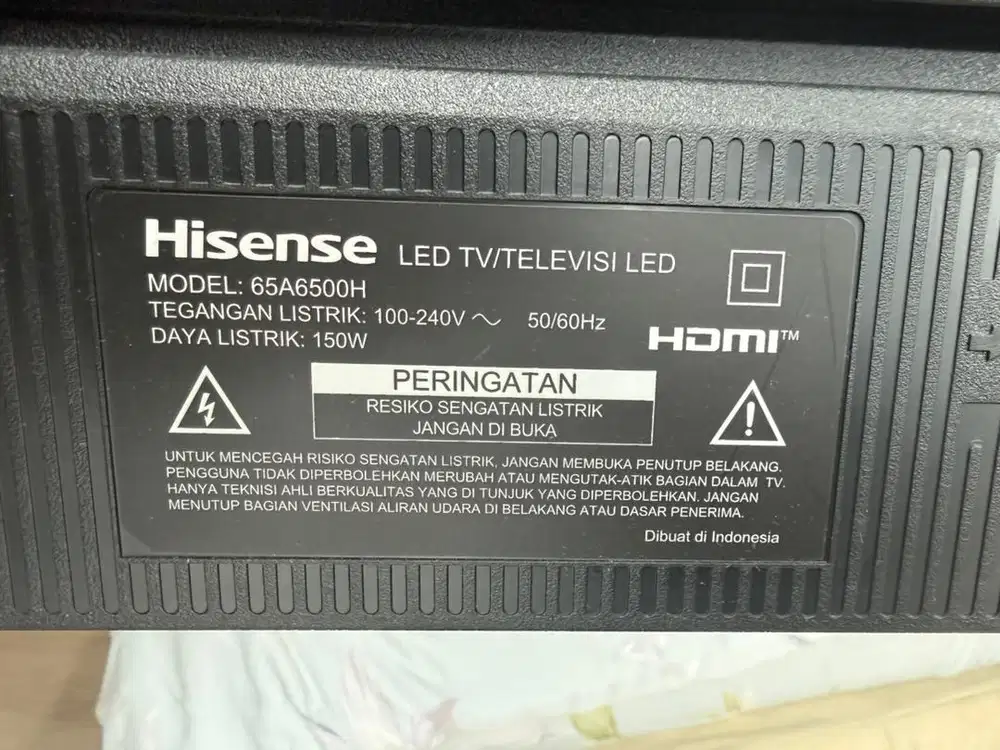 Hisense LED TV/TELEVISI LED
MODEL: 65A6500H
TEGANGAN LISTRIK: 100-240V ～ 50/60Hz
DAYA LISTRIK: 150W
HDMI™
PERINGATAN
RESIKO SENGATAN LISTRIK
JANGAN DI BUKA
UNTUK MENCEGAH RISIKO SENGATAN LISTRIK, JANGAN MEMBUKA PENUTUP BELAKANG.
PENGGUNA TIDAK DIPERBOLEHKAN MERUBAH ATAU MENGUTAK-ATIK BAGIAN DALAM TV.
HANYA TEKNISI AHLI BERKUALITAS YANG DI TUNJUK YANG DIPERBOLEHKAN. JANGAN
MENUTUP BAGIAN VENTILASI ALIRAN UDARA DI BELAKANG ATAU DASAR PENERIMA.
Dibuat di Indonesia